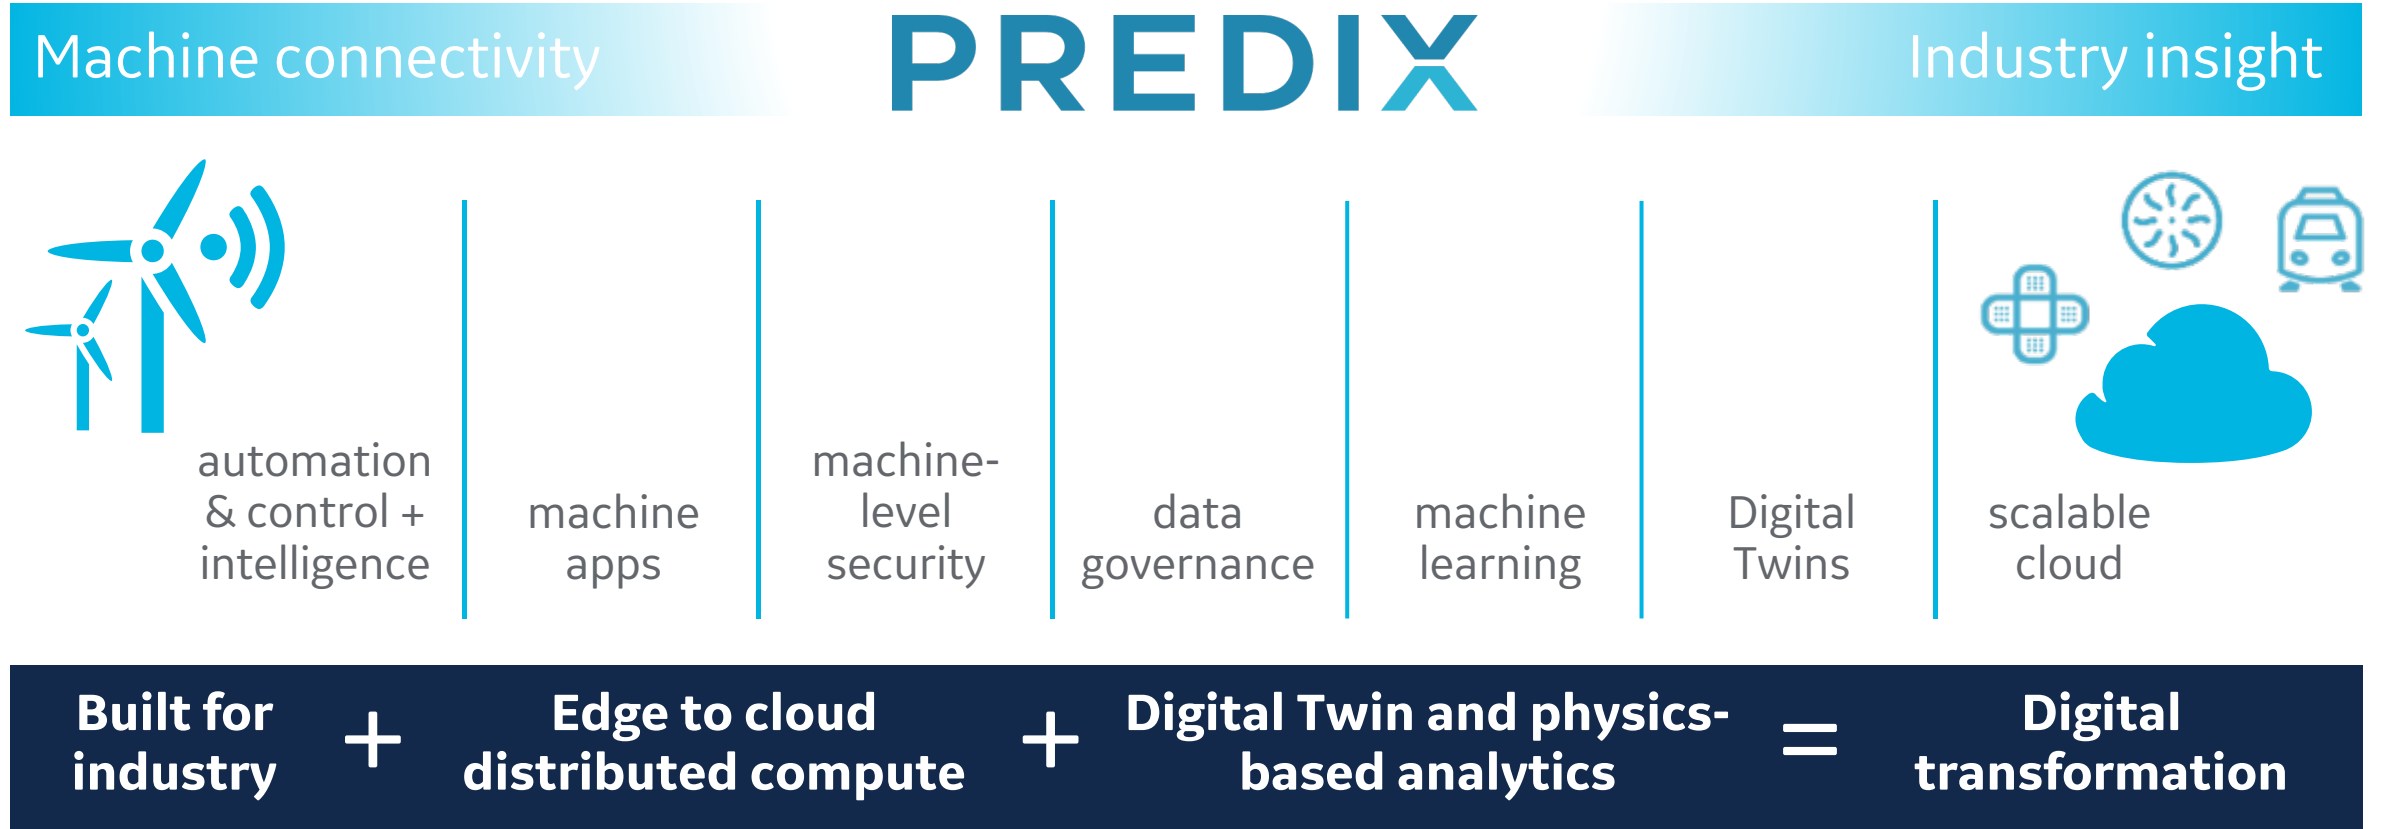 Machine connectivity
PREDIX
Industry insight
automation
& control +
intelligence
machine
apps
machine-
level
security
data
governance
machine
learning
Digital
Twins
scalable
cloud
Built for
industry
+
Edge to cloud
distributed compute
+
Digital Twin and physics-
based analytics
=
Digital
transformation